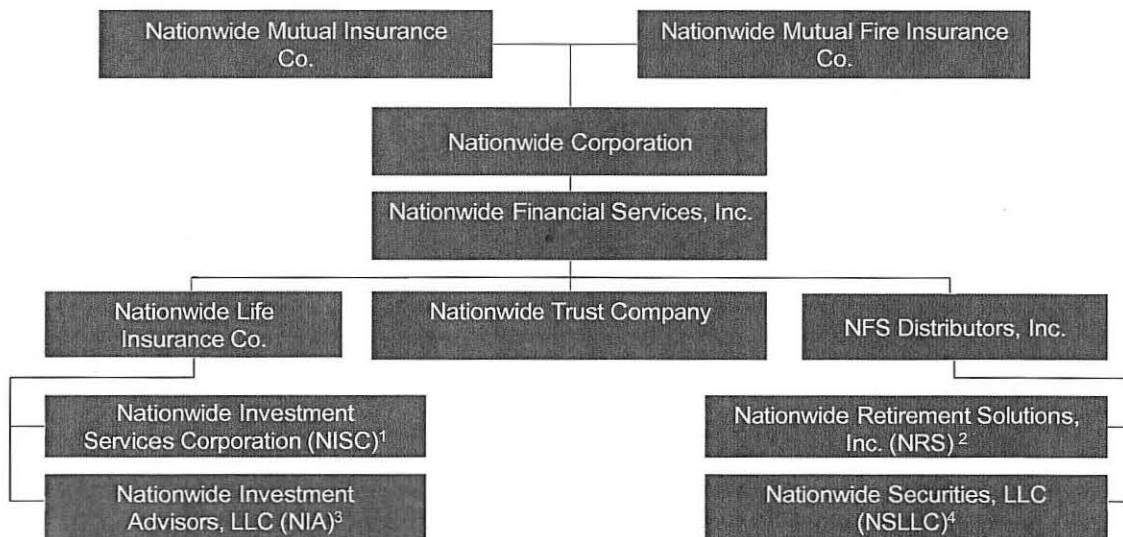 Nationwide Mutual Insurance
Co.
Nationwide Mutual Fire Insurance
Co.
Nationwide Corporation
Nationwide Financial Services, Inc.
Nationwide Life
Insurance Co.
Nationwide Trust Company
NFS Distributors, Inc.
Nationwide Investment
Services Corporation (NISC)¹
Nationwide Retirement Solutions,
Inc. (NRS) ²
Nationwide Investment
Advisors, LLC (NIA)³
Nationwide Securities, LLC
(NSLLC)⁴